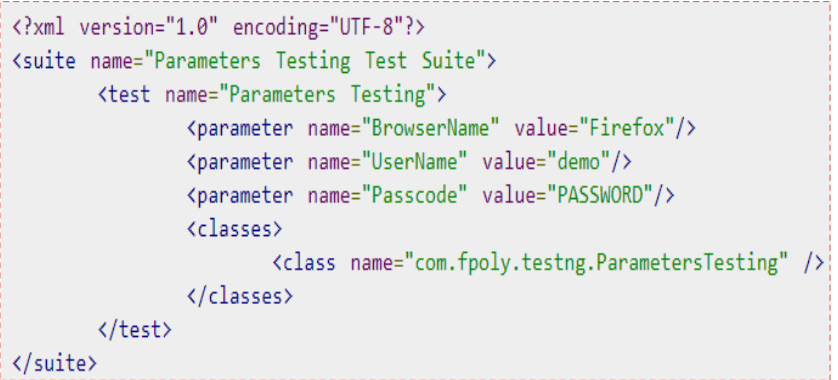 <?xml version="1.0" encoding="UTF-8"?>
<suite name="Parameters Testing Test Suite">
<test name="Parameters Testing">
<parameter name="BrowserName" value="Firefox"/>
<parameter name="UserName" value="demo"/>
<parameter name="Passcode" value="PASSWORD"/>
<classes>
<class name="com.fpoly.testng.ParametersTesting" />
</classes>
</test>
</suite>